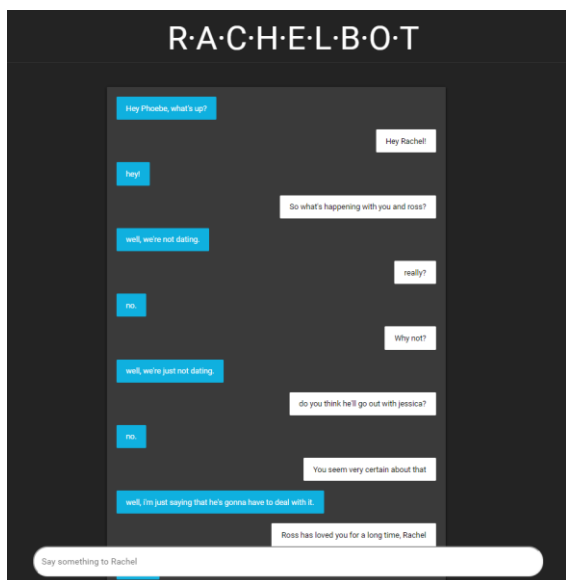 R·A·C·H·E·L·B·O·T
Hey Phoebe, what's up?
Hey Rachel!
hey!
So what's happening with you and ross?
well, we're not dating.
really?
no.
Why not?
well, we're just not dating.
do you think he'll go out with jessica?
no.
You seem very certain about that
well, i'm just saying that he's gonna have to deal with it.
Ross has loved you for a long time, Rachel
Say something to Rachel